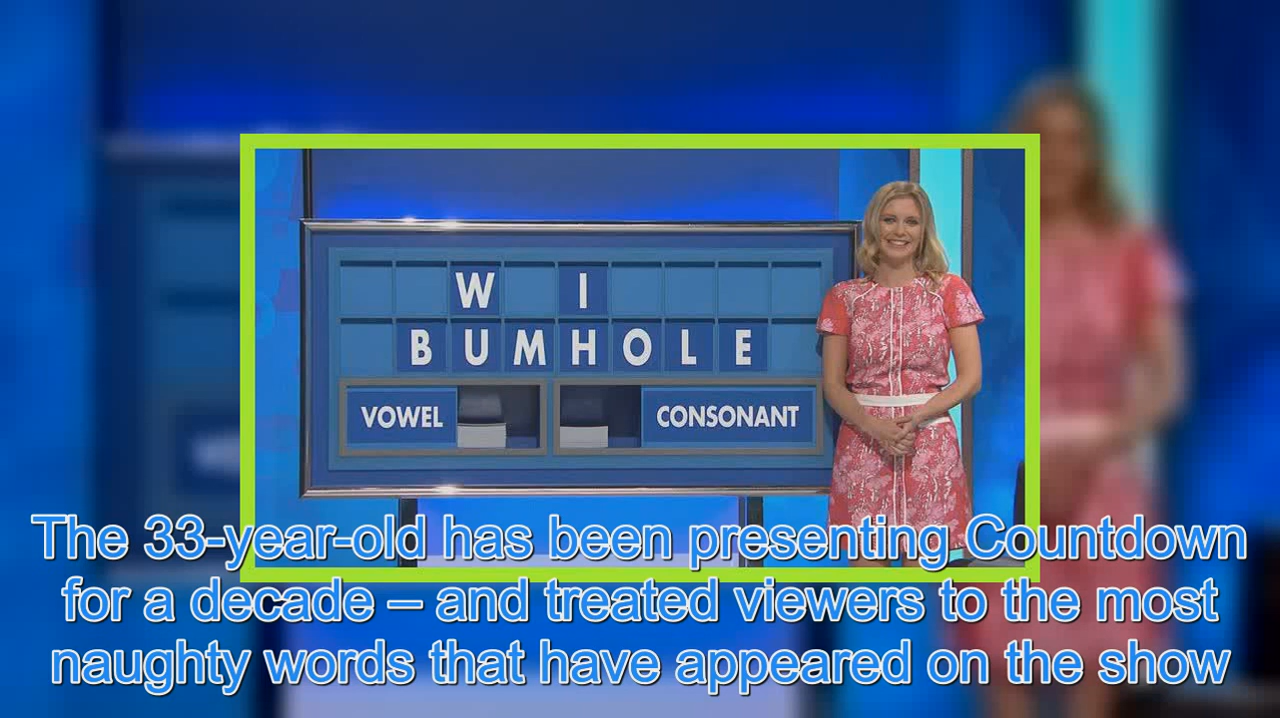 W I
BUMHOLE
VOWEL CONSONANT
The 33-year-old has been presenting Countdown
for a decade – and treated viewers to the most
naughty words that have appeared on the show